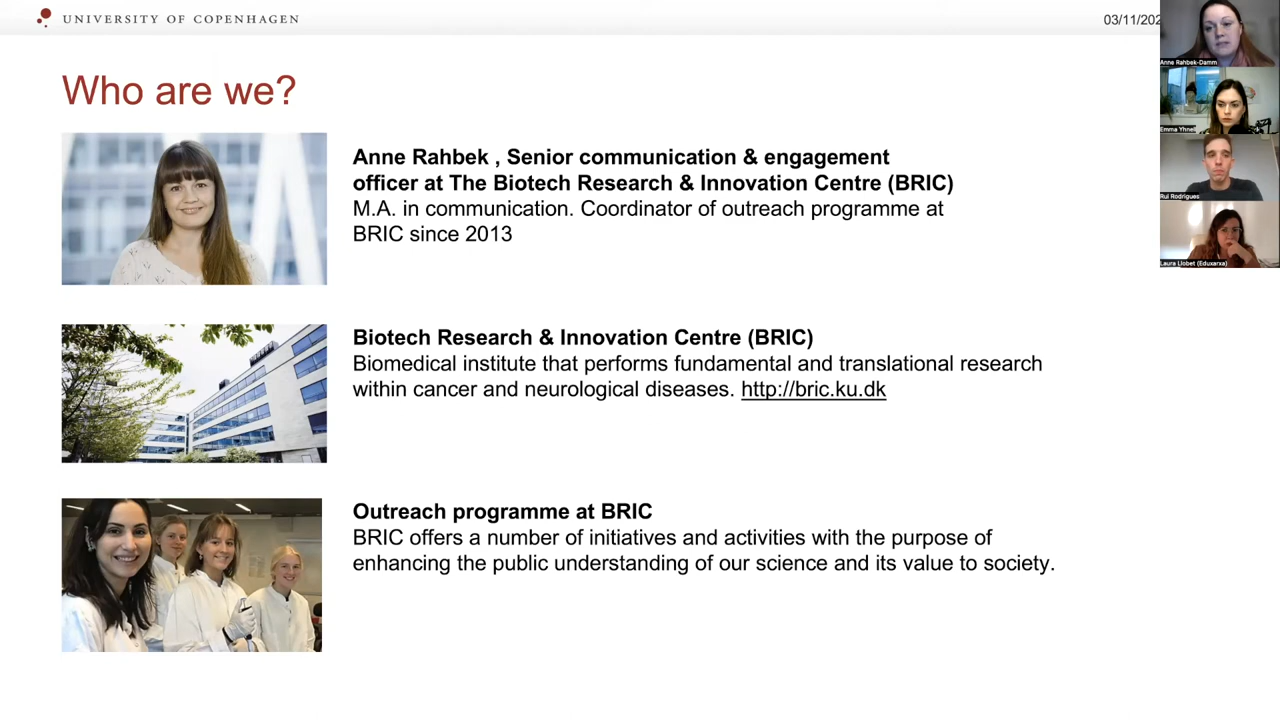 UNIVERSITY OF COPENHAGEN
03/11/202
Who are we?
Anne Rahbek , Senior communication & engagement
officer at The Biotech Research & Innovation Centre (BRIC)
M.A. in communication. Coordinator of outreach programme at
BRIC since 2013
Biotech Research & Innovation Centre (BRIC)
Biomedical institute that performs fundamental and translational research
within cancer and neurological diseases. http://bric.ku.dk
Outreach programme at BRIC
BRIC offers a number of initiatives and activities with the purpose of
enhancing the public understanding of our science and its value to society.
Anne Rahbek-Damm
Emma Yhnell
Rui Rodrigues
Laura Llobet (Eduxarxa)